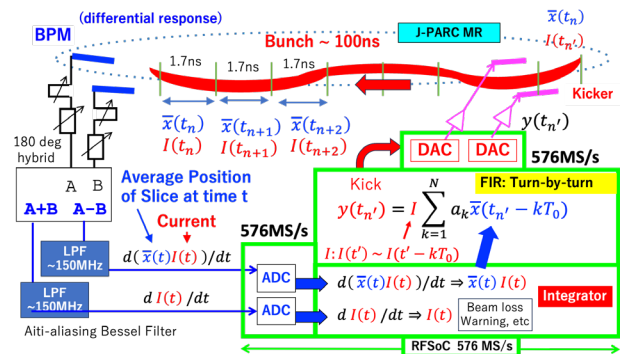 (differential response)
BPM
J-PARC MR
x̅(tₙ)
I(tₙ′)
Bunch ~ 100ns
1.7ns
1.7ns
1.7ns
Kicker
x̅(tₙ)
x̅(tₙ₊₁)
x̅(tₙ₊₂)
I(tₙ)
I(tₙ₊₁)
I(tₙ₊₂)
y(tₙ′)
180 deg
hybrid
A
B
A+B
A-B
DAC
DAC
576MS/s
Average Position
of Slice at time t
Current
Kick
FIR: Turn-by-turn
y(tₙ′) = I ∑ₖ₌₁ᴺ aₖx̅(tₙ′ − kT₀)
I: I(t′) ~ I(t′ − kT₀)
576MS/s
LPF
~150MHz
d(x̅(t)I(t))/dt
ADC
d(x̅(t)I(t))/dt ⇒ x̅(t) I(t)
Integrator
LPF
~150MHz
d I(t)/dt
ADC
d I(t)/dt ⇒ I(t)
Beam loss
Warning, etc
Aiti-aliasing Bessel Filter
RFSoC 576 MS/s